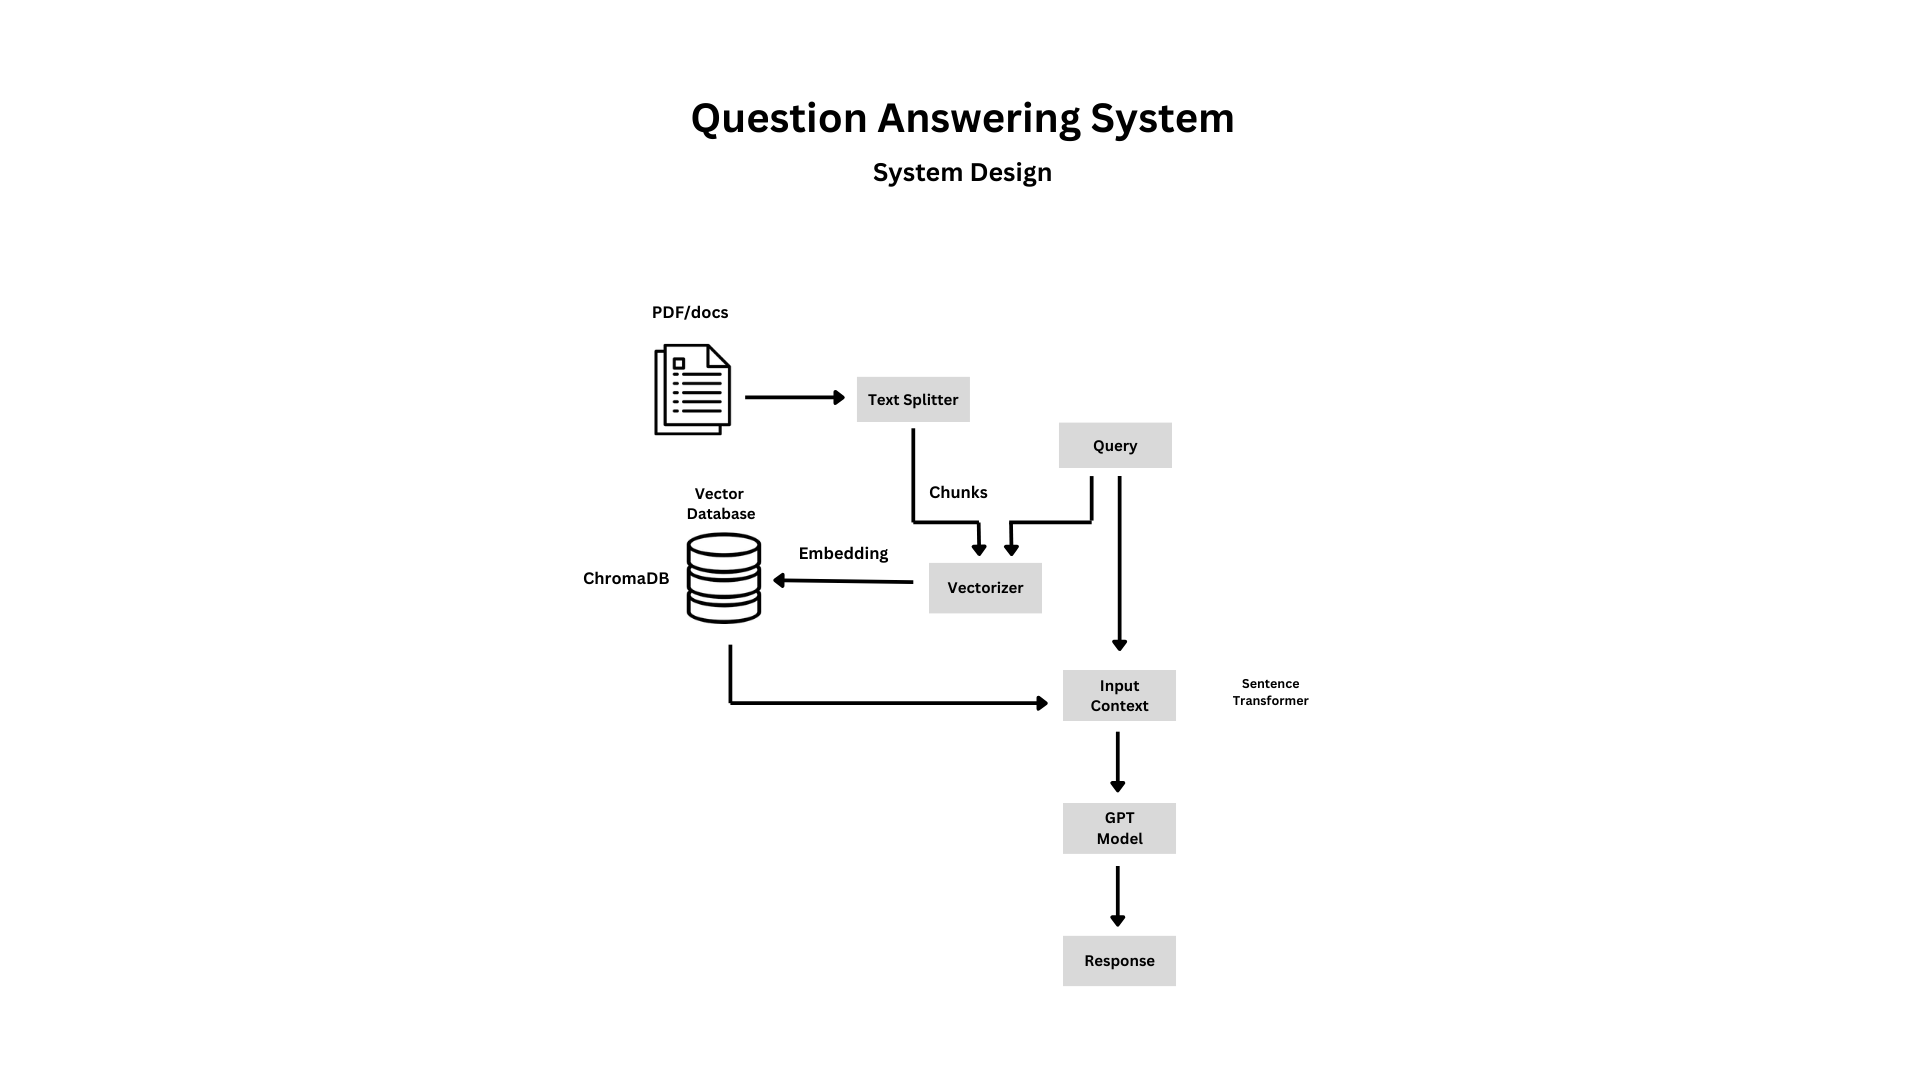 Question Answering System
System Design
PDF/docs
Text Splitter
Query
Chunks
Vector
Database
Embedding
ChromaDB
Vectorizer
Input
Context
Sentence
Transformer
GPT
Model
Response